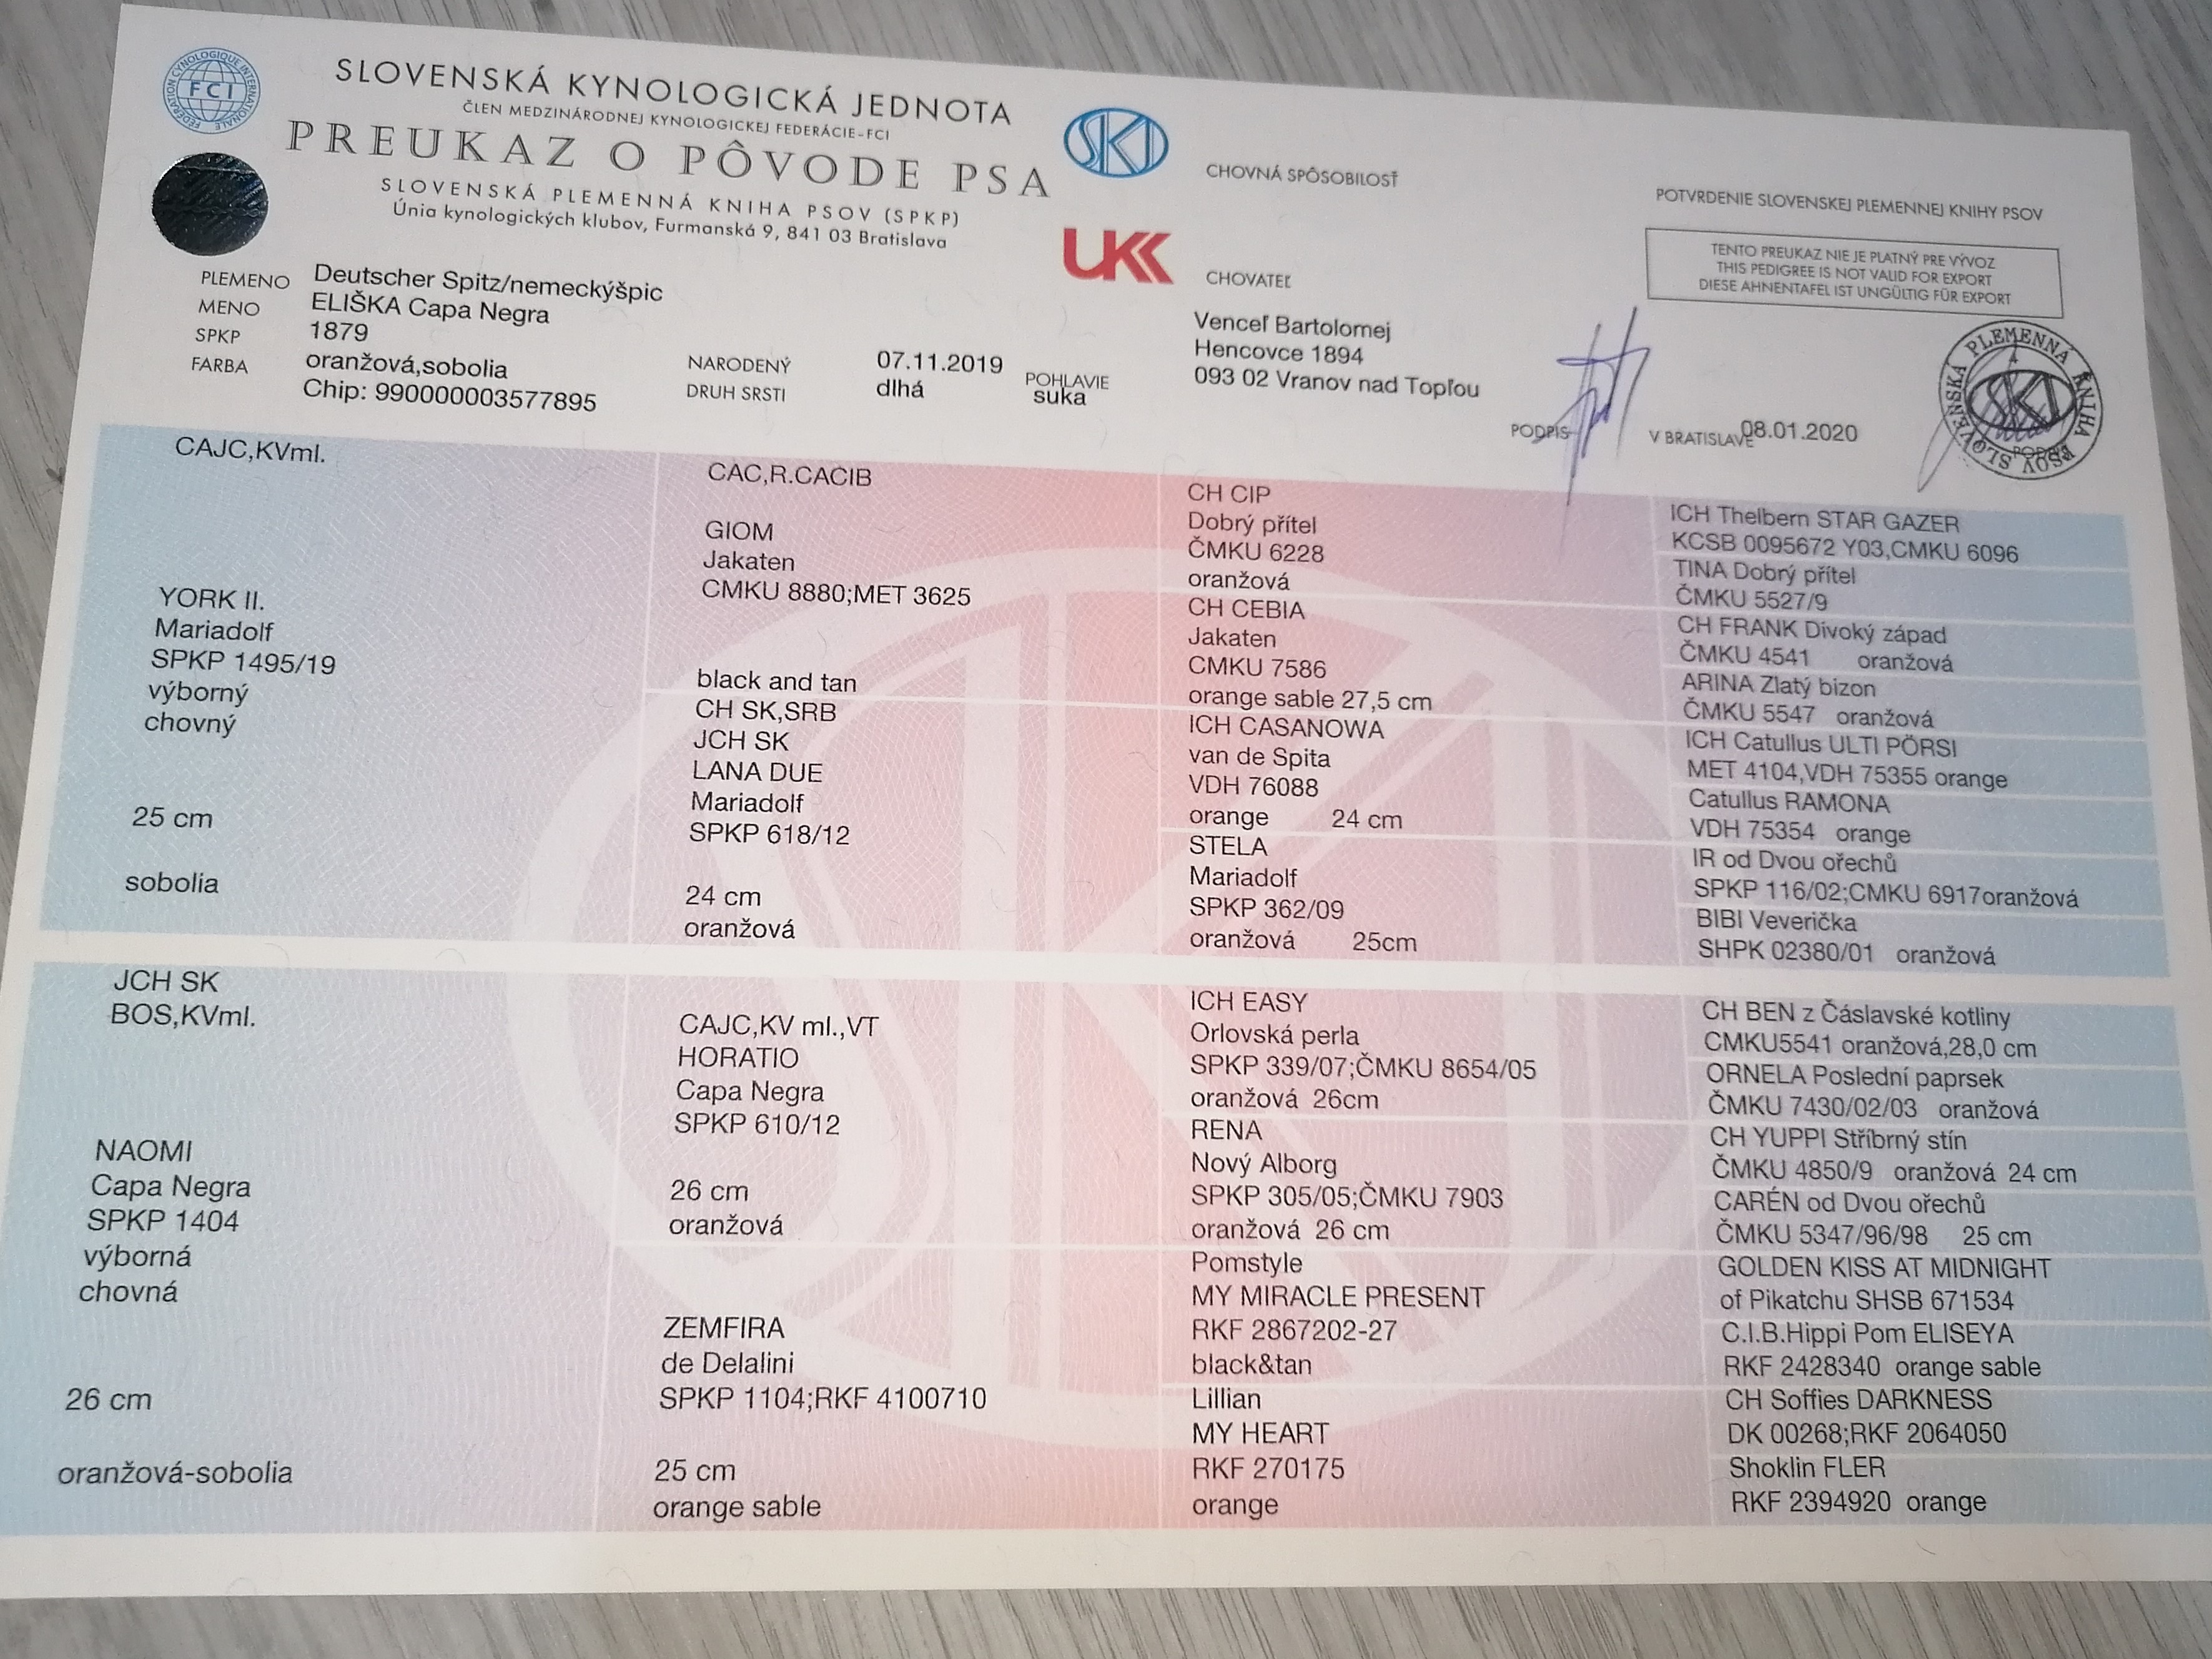 FEDERATION CYNOLOGIQUE INTERNATIONALE
FCI
SLOVENSKÁ KYNOLOGICKÁ JEDNOTA
ČLEN MEDZINÁRODNEJ KYNOLOGICKEJ FEDERÁCIE-FCI
PREUKAZ O PÔVODE PSA
SLOVENSKÁ PLEMENNÁ KNIHA PSOV (SPKP)
Únia kynologických klubov, Furmanská 9, 841 03 Bratislava
SKJ
UKK
PLEMENO Deutscher Spitz/nemeckýšpic
MENO ELIŠKA Capa Negra
SPKP 1879
FARBA oranžová,sobolia
Chip: 990000003577895
NARODENÝ 07.11.2019
DRUH SRSTI dlhá
POHLAVIE
suka
CHOVNÁ SPÔSOBILOSŤ
CHOVATEĽ
Venceľ Bartolomej
Hencovce 1894
093 02 Vranov nad Topľou
PODPIS
POTVRDENIE SLOVENSKEJ PLEMENNEJ KNIHY PSOV
TENTO PREUKAZ NIE JE PLATNÝ PRE VÝVOZ
THIS PEDIGREE IS NOT VALID FOR EXPORT
DIESE AHNENTAFEL IST UNGÜLTIG FÜR EXPORT
V BRATISLAVE 08.01.2020
SLOVENSKÁ PLEMENNÁ KNIHA PSOV
SKJ
PODPIS
CAJC,KVml.
YORK II.
Mariadolf
SPKP 1495/19
výborný
chovný
25 cm
sobolia
CAC,R.CACIB
GIOM
Jakaten
CMKU 8880;MET 3625
black and tan
CH SK,SRB
JCH SK
LANA DUE
Mariadolf
SPKP 618/12
24 cm
oranžová
CH CIP
Dobrý přítel
ČMKU 6228
oranžová
CH CEBIA
Jakaten
CMKU 7586
orange sable 27,5 cm
ICH CASANOWA
van de Spita
VDH 76088
orange 24 cm
STELA
Mariadolf
SPKP 362/09
oranžová 25cm
ICH Thelbern STAR GAZER
KCSB 0095672 Y03,CMKU 6096
TINA Dobrý přítel
ČMKU 5527/9
CH FRANK Divoký západ
ČMKU 4541 oranžová
ARINA Zlatý bizon
ČMKU 5547 oranžová
ICH Catullus ULTI PÖRSI
MET 4104,VDH 75355 orange
Catullus RAMONA
VDH 75354 orange
IR od Dvou ořechů
SPKP 116/02;CMKU 6917oranžová
BIBI Veverička
SHPK 02380/01 oranžová
JCH SK
BOS,KVml.
NAOMI
Capa Negra
SPKP 1404
výborná
chovná
26 cm
oranžová-sobolia
CAJC,KV ml.,VT
HORATIO
Capa Negra
SPKP 610/12
26 cm
oranžová
ZEMFIRA
de Delalini
SPKP 1104;RKF 4100710
25 cm
orange sable
ICH EASY
Orlovská perla
SPKP 339/07;ČMKU 8654/05
oranžová 26cm
RENA
Nový Alborg
SPKP 305/05;ČMKU 7903
oranžová 26 cm
Pomstyle
MY MIRACLE PRESENT
RKF 2867202-27
black&tan
Lillian
MY HEART
RKF 270175
orange
CH BEN z Čáslavské kotliny
CMKU5541 oranžová,28,0 cm
ORNELA Poslední paprsek
ČMKU 7430/02/03 oranžová
CH YUPPI Stříbrný stín
ČMKU 4850/9 oranžová 24 cm
CARÉN od Dvou ořechů
ČMKU 5347/96/98 25 cm
GOLDEN KISS AT MIDNIGHT
of Pikatchu SHSB 671534
C.I.B.Hippi Pom ELISEYA
RKF 2428340 orange sable
CH Soffies DARKNESS
DK 00268;RKF 2064050
Shoklin FLER
RKF 2394920 orange